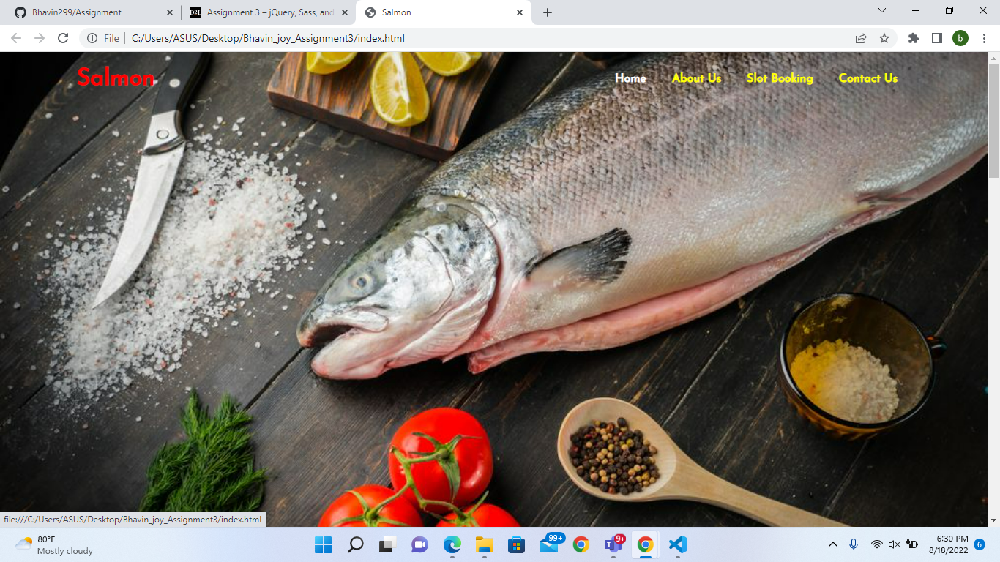 Bhavin299/Assignment
Assignment 3 – jQuery, Sass, and
Salmon
D2L
File
C:/Users/ASUS/Desktop/Bhavin_joy_Assignment3/index.html
b
Salmon
Home
About Us
Slot Booking
Contact Us
file:///C:/Users/ASUS/Desktop/Bhavin_joy_Assignment3/index.html
80°F
Mostly cloudy
99+
9+
6:30 PM
8/18/2022
6